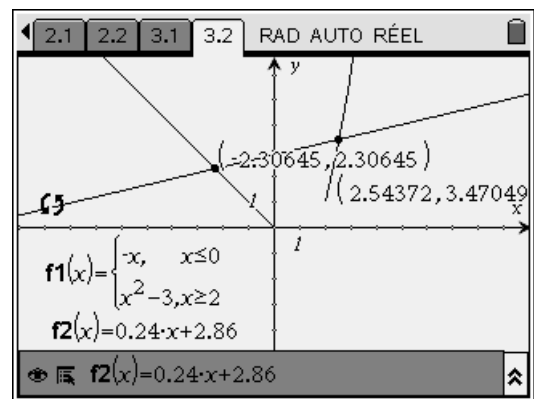 2.1 2.2 3.1 3.2 RAD AUTO RÉEL
y
(-2.30645,2.30645)
1
(2.54372,3.47049
x
1
f1(x)={-x, x≤0
x²-3,x≥2
f2(x)=0.24·x+2.86
f2(x)=0.24·x+2.86